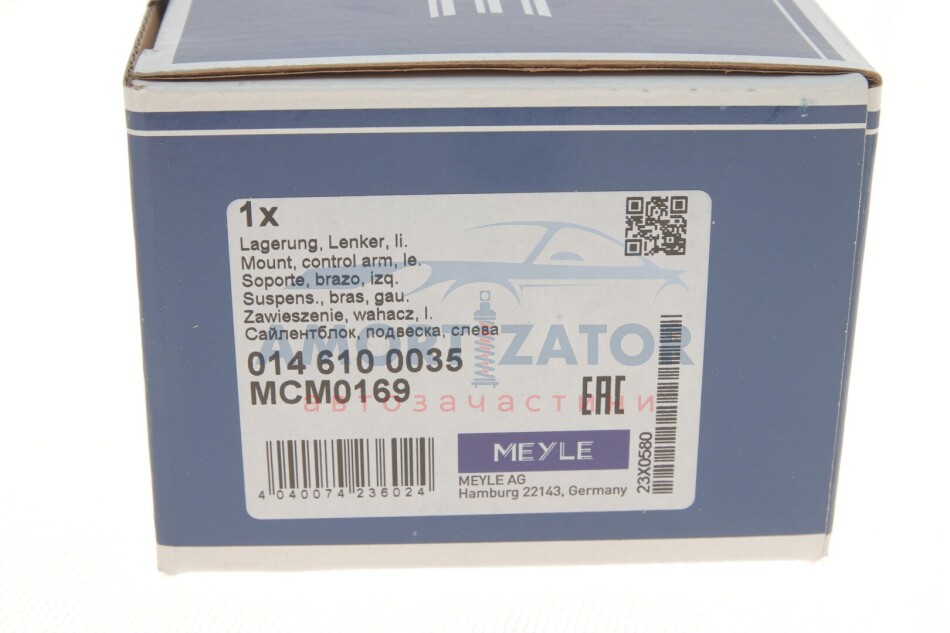 1x
Lagerung, Lenker, li.
Mount, control arm, le.
Soporte, brazo, izq.
Suspens., bras, gau.
Zawieszenie, wahacz, l.
Сайлентблок, подвеска, слева
AMORTIZATOR
014 610 0035
MCM0169
автозапчастини
EAC
MEYLE
MEYLE AG
Hamburg 22143, Germany
4 040074 236024
23X0580